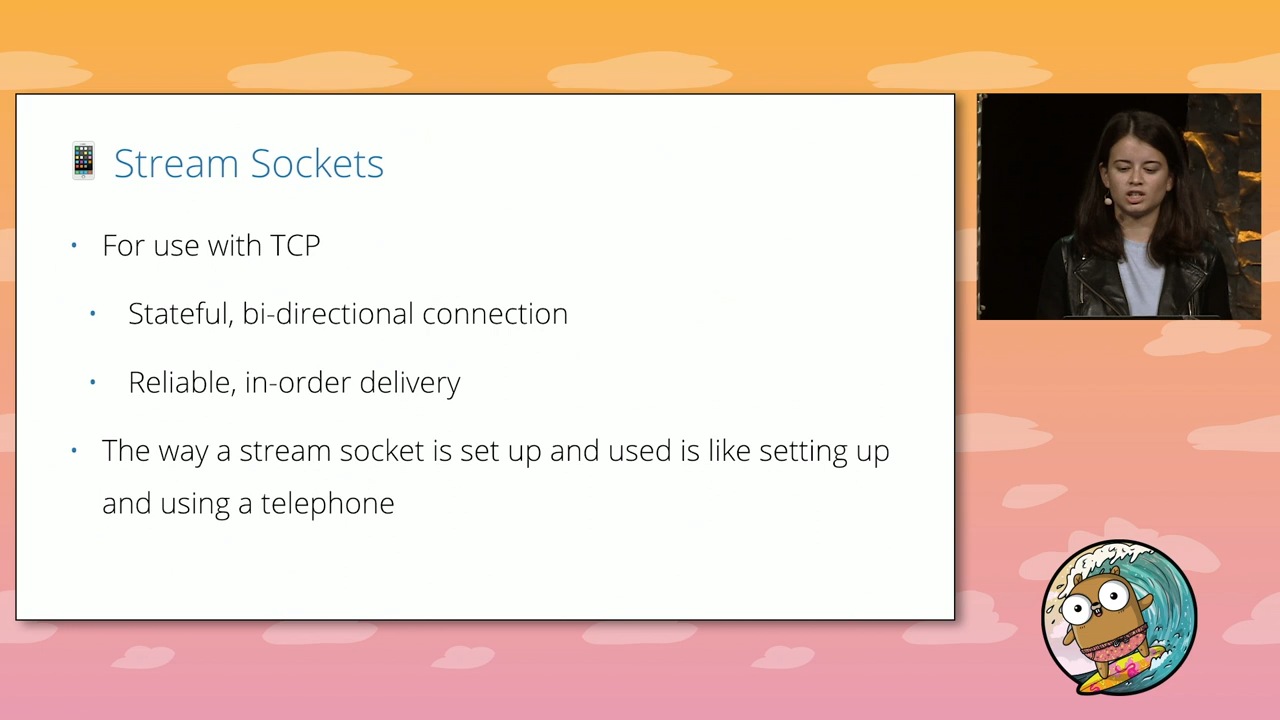 📱 Stream Sockets
• For use with TCP
• Stateful, bi-directional connection
• Reliable, in-order delivery
• The way a stream socket is set up and used is like setting up
and using a telephone